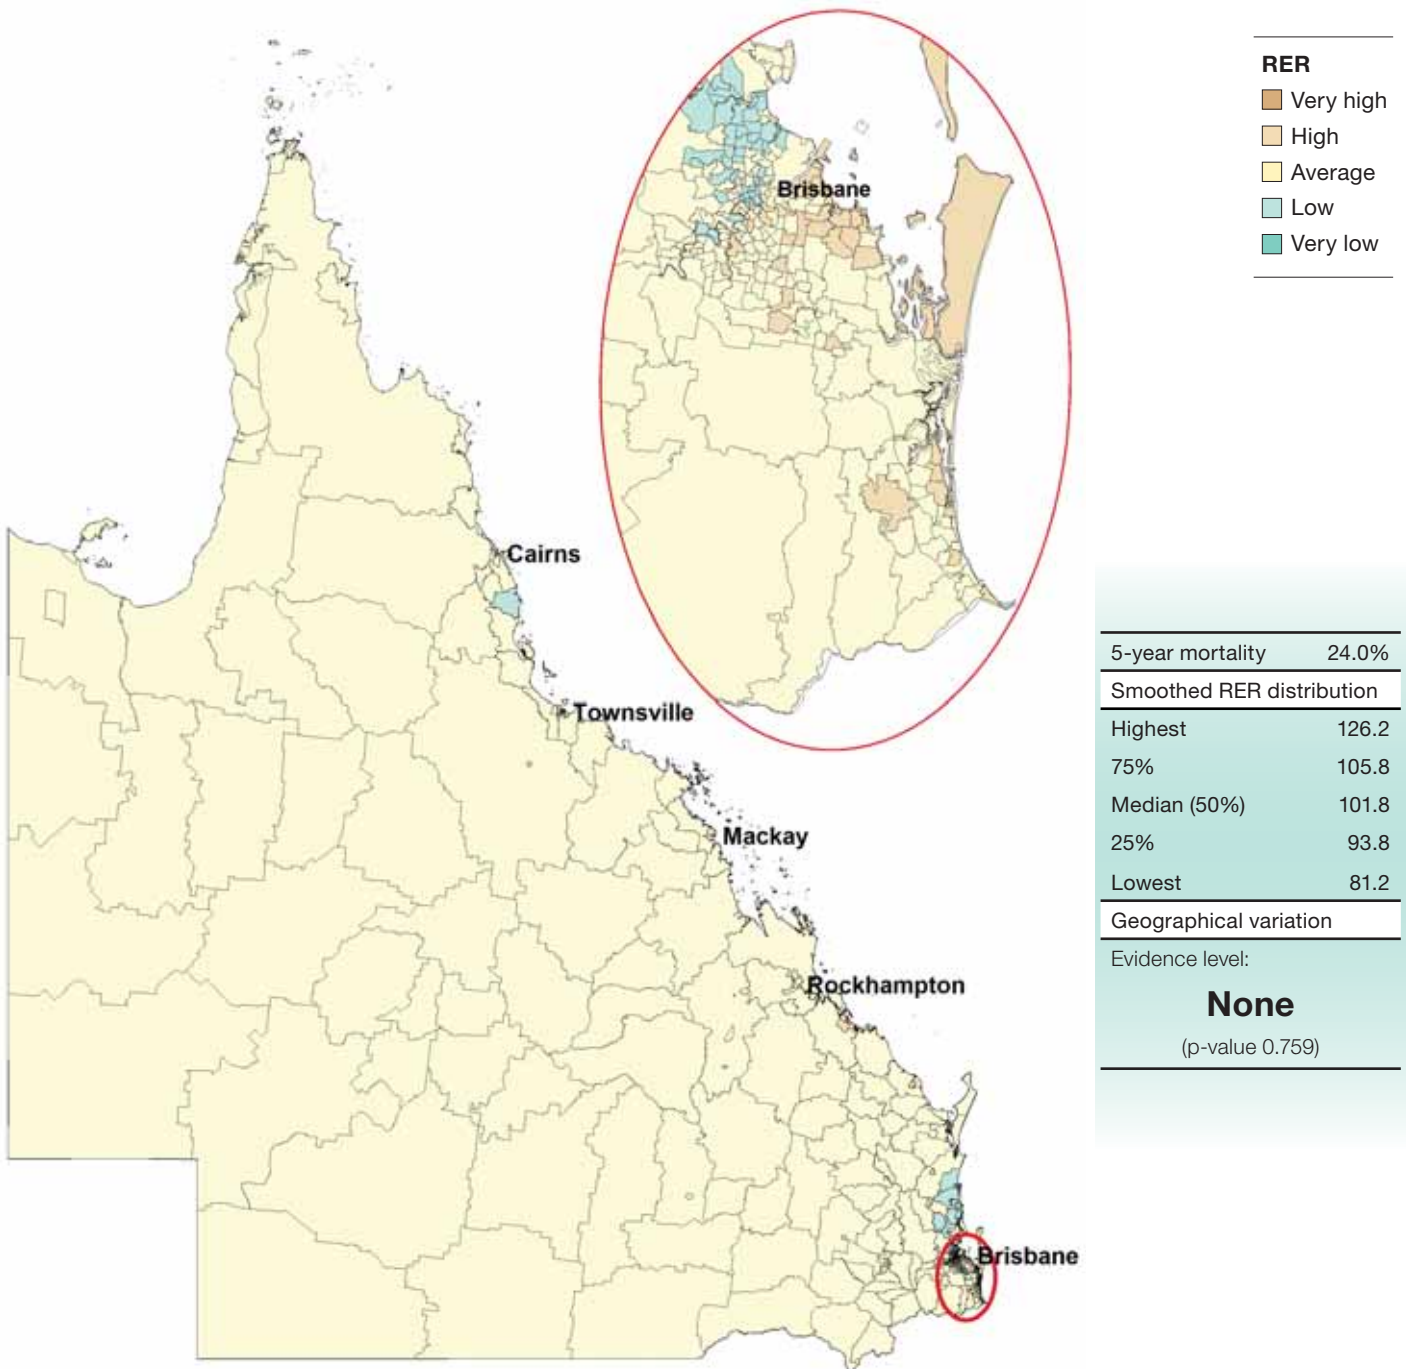 RER
Very high
High
Average
Low
Very low
Brisbane
Cairns
Townsville
Mackay
Rockhampton
Brisbane
5-year mortality 24.0%
Smoothed RER distribution
Highest 126.2
75% 105.8
Median (50%) 101.8
25% 93.8
Lowest 81.2
Geographical variation
Evidence level:
None
(p-value 0.759)